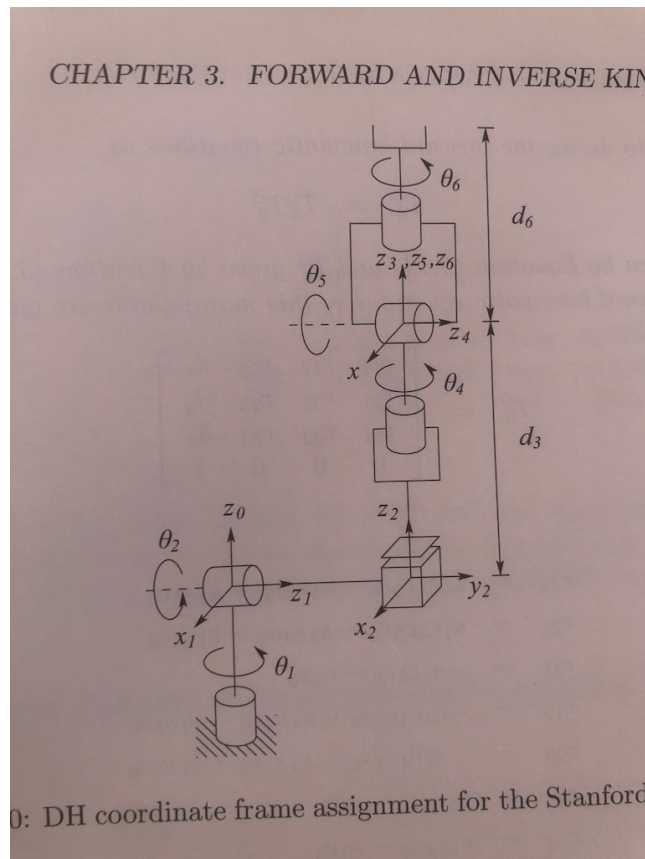 CHAPTER 3. FORWARD AND INVERSE KIN
θ6
d6
z3, z5, z6
θ5
z4
x
θ4
d3
z2
z0
θ2
z1
y2
x1
x2
θ1
0: DH coordinate frame assignment for the Stanford